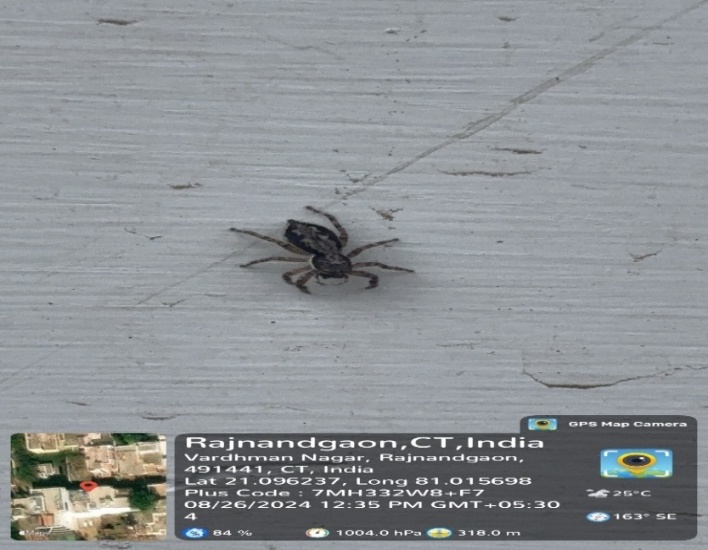 GPS Map Camera
Rajnandgaon,CT,India
Vardhman Nagar, Rajnandgaon,
491441, CT, India
Lat 21.096237, Long 81.015698
Plus Code : 7MH332W8+F7
08/26/2024 12:35 PM GMT+05:30
4
25°C
163° SE
84 %
1004.0 hPa
318.0 m